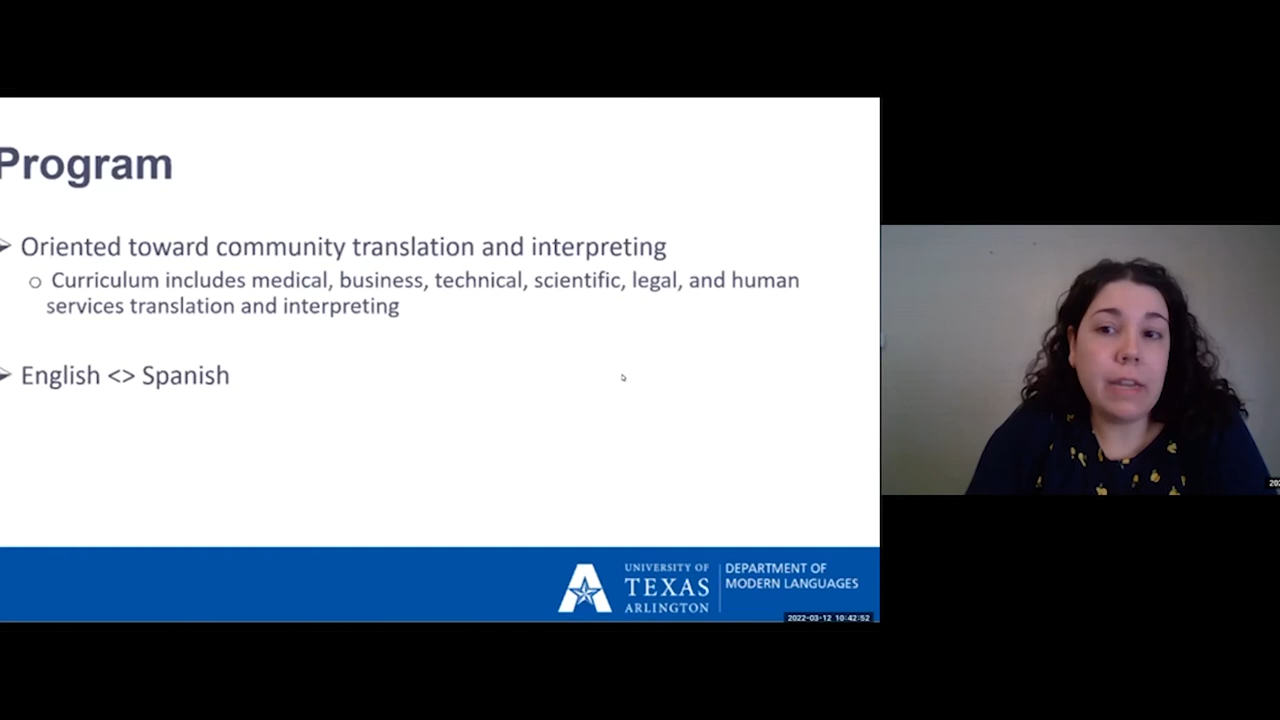 Program
Oriented toward community translation and interpreting
Curriculum includes medical, business, technical, scientific, legal, and human
services translation and interpreting
English <> Spanish
UNIVERSITY OF
TEXAS
ARLINGTON
DEPARTMENT OF
MODERN LANGUAGES
2022-03-12 10:42:52